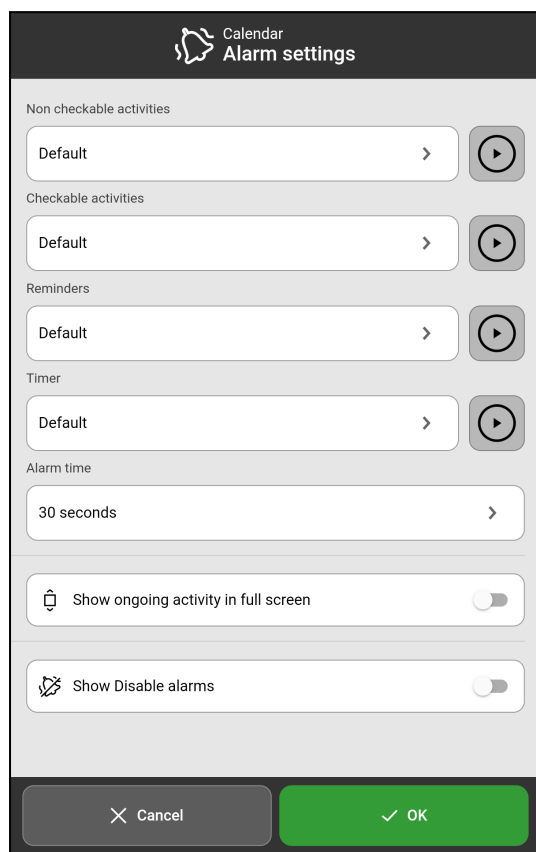 Calendar
Alarm settings
Non checkable activities
Default
Checkable activities
Default
Reminders
Default
Timer
Default
Alarm time
30 seconds
Show ongoing activity in full screen
Show Disable alarms
Cancel
OK